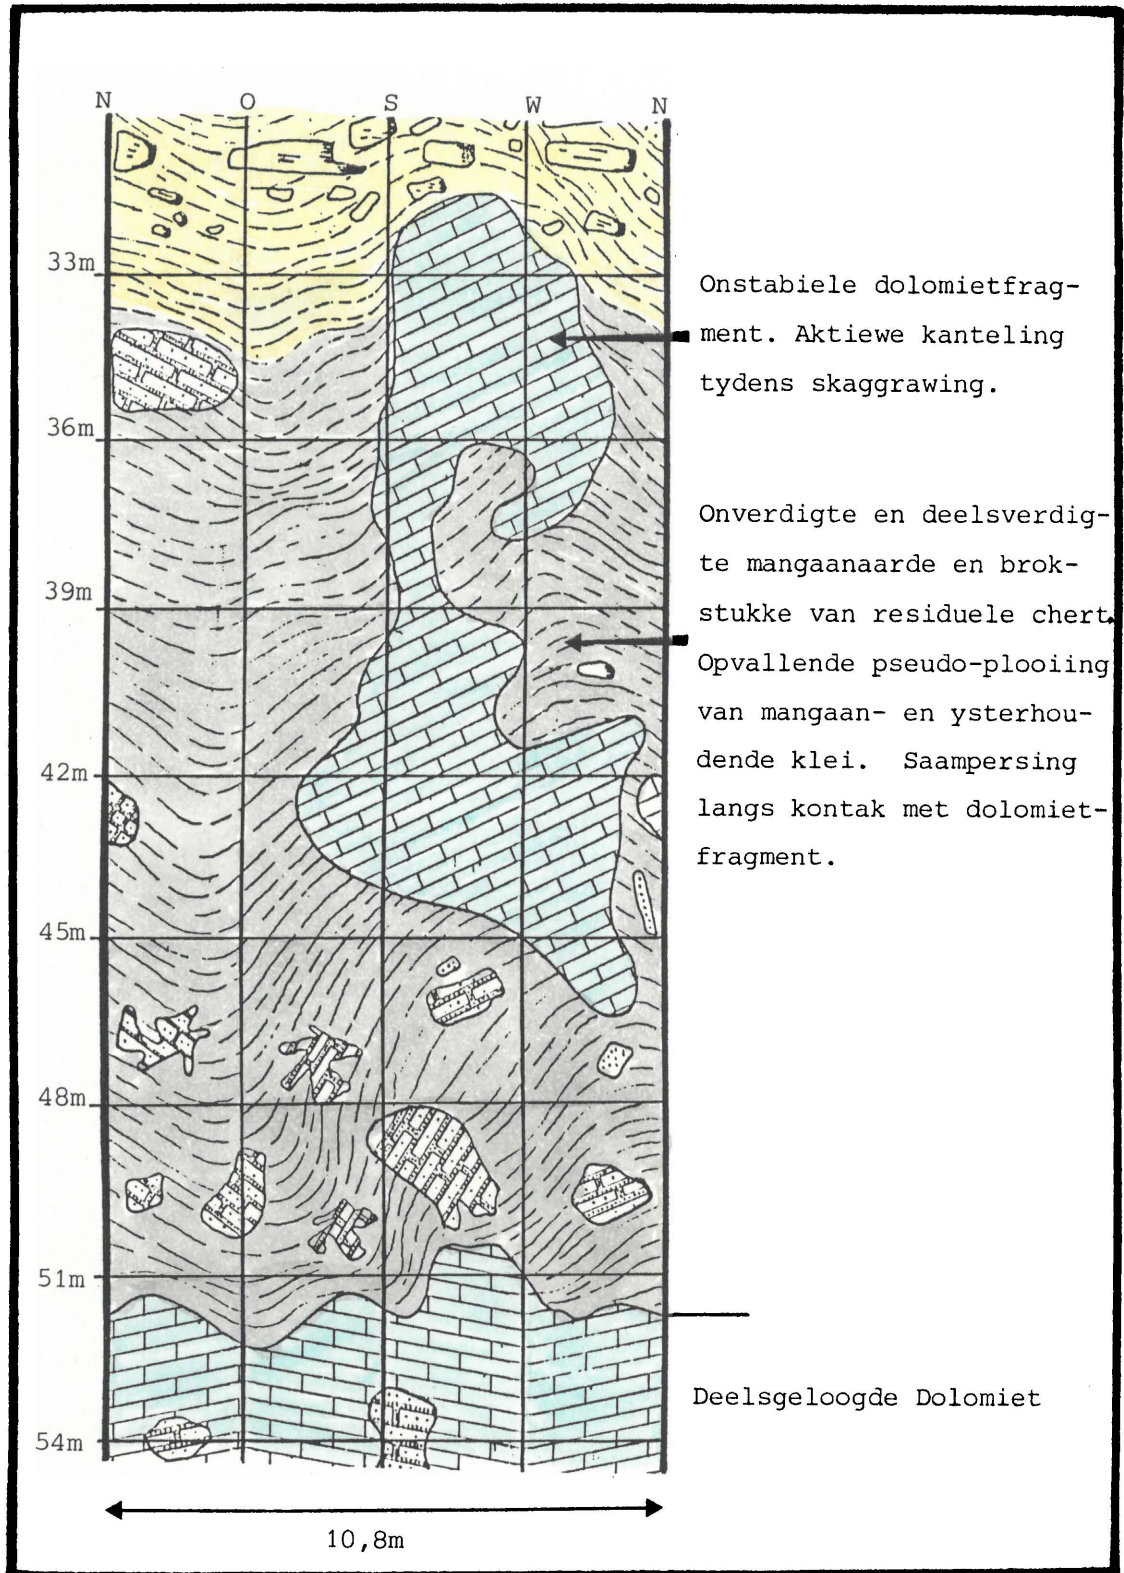 N O S W N
33m
36m
39m
42m
45m
48m
51m
54m
Onstabiele dolomietfrag-
ment. Aktiewe kanteling
tydens skaggrawing.
Onverdigte en deelsverdig-
te mangaanaarde en brok-
stukke van residuele chert.
Opvallende pseudo-plooiing
van mangaan- en ysterhou-
dende klei. Saampersing
langs kontak met dolomiet-
fragment.
Deelsgeloogde Dolomiet
10,8m